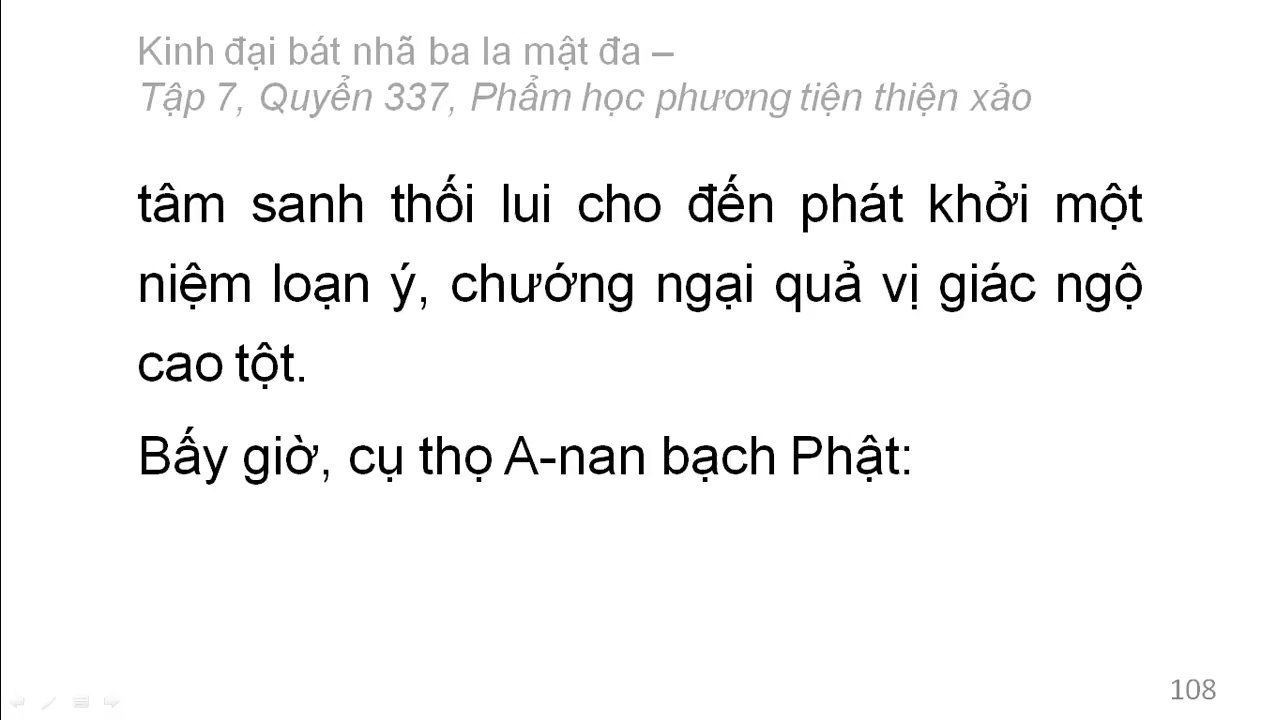 Kinh đại bát nhã ba la mật đa –
Tập 7, Quyển 337, Phẩm học phương tiện thiện xảo
tâm sanh thối lui cho đến phát khởi một
niệm loạn ý, chướng ngại quả vị giác ngộ
cao tột.
Bấy giờ, cụ thọ A-nan bạch Phật:
108